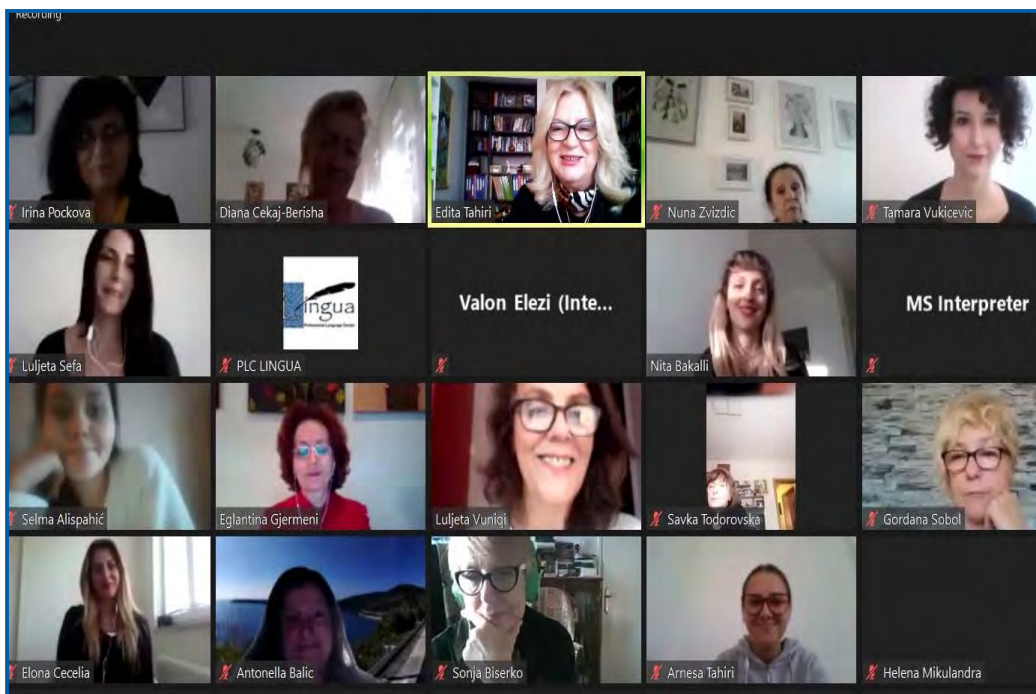 Recording
Irina Pockova
Diana Cekaj-Berisha
Edita Tahiri
Nuna Zvizdic
Tamara Vukicevic
Luljeta Sefa
Lingua
Professional Language Center
PLC LINGUA
Valon Elezi (Inte...
Nita Bakalli
MS Interpreter
Selma Alispahić
Eglantina Gjermeni
Luljeta Vuniqi
Savka Todorovska
Gordana Sobol
Elona Cecelia
Antonella Balic
Sonja Biserko
Arnesa Tahiri
Helena Mikulandra